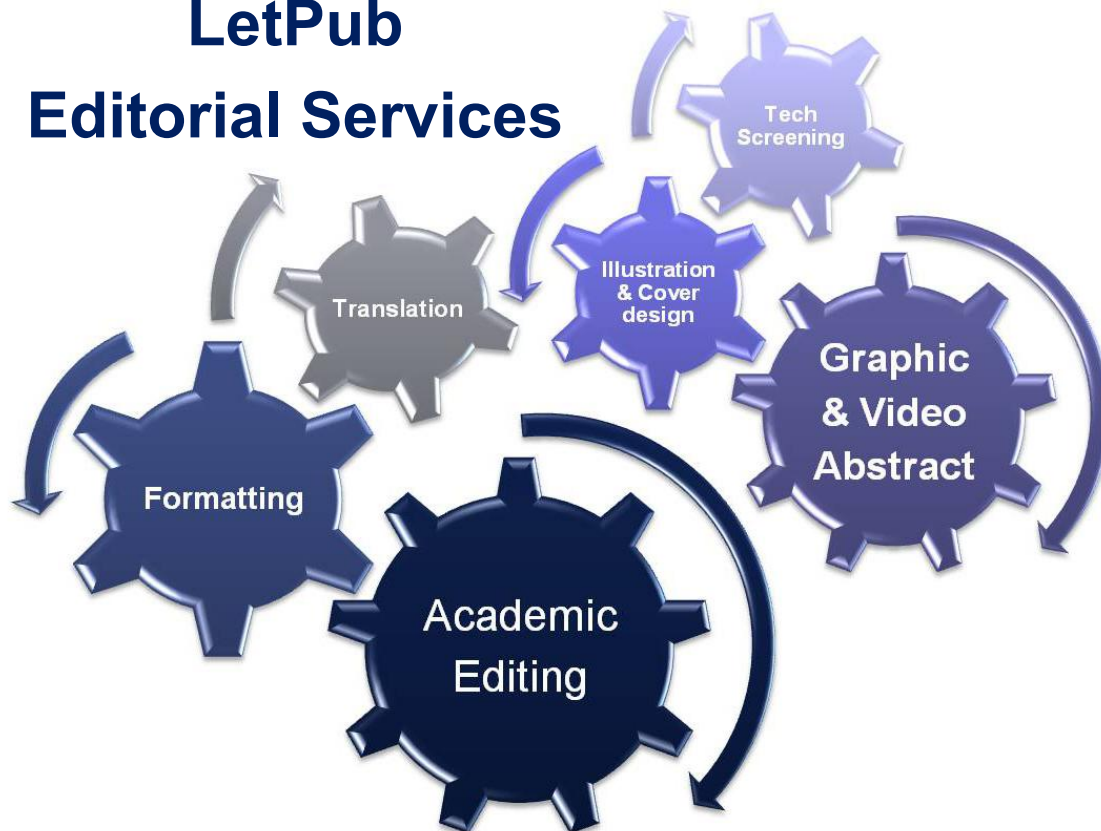 LetPub
Editorial Services
Tech
Screening
Illustration
& Cover
design
Translation
Graphic
& Video
Abstract
Formatting
Academic
Editing